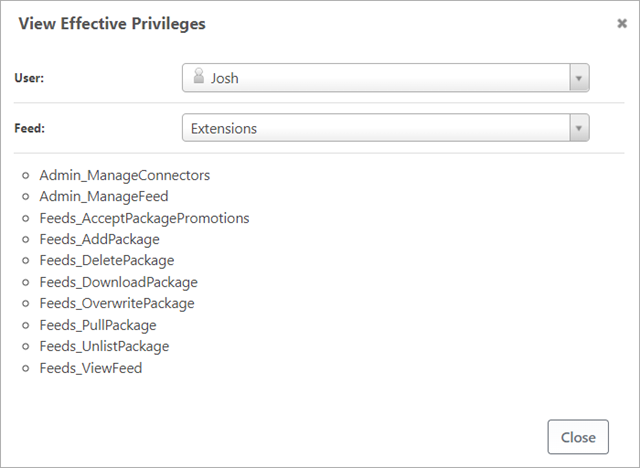 View Effective Privileges
User: Josh
Feed: Extensions
Admin_ManageConnectors
Admin_ManageFeed
Feeds_AcceptPackagePromotions
Feeds_AddPackage
Feeds_DeletePackage
Feeds_DownloadPackage
Feeds_OverwritePackage
Feeds_PullPackage
Feeds_UnlistPackage
Feeds_ViewFeed
Close